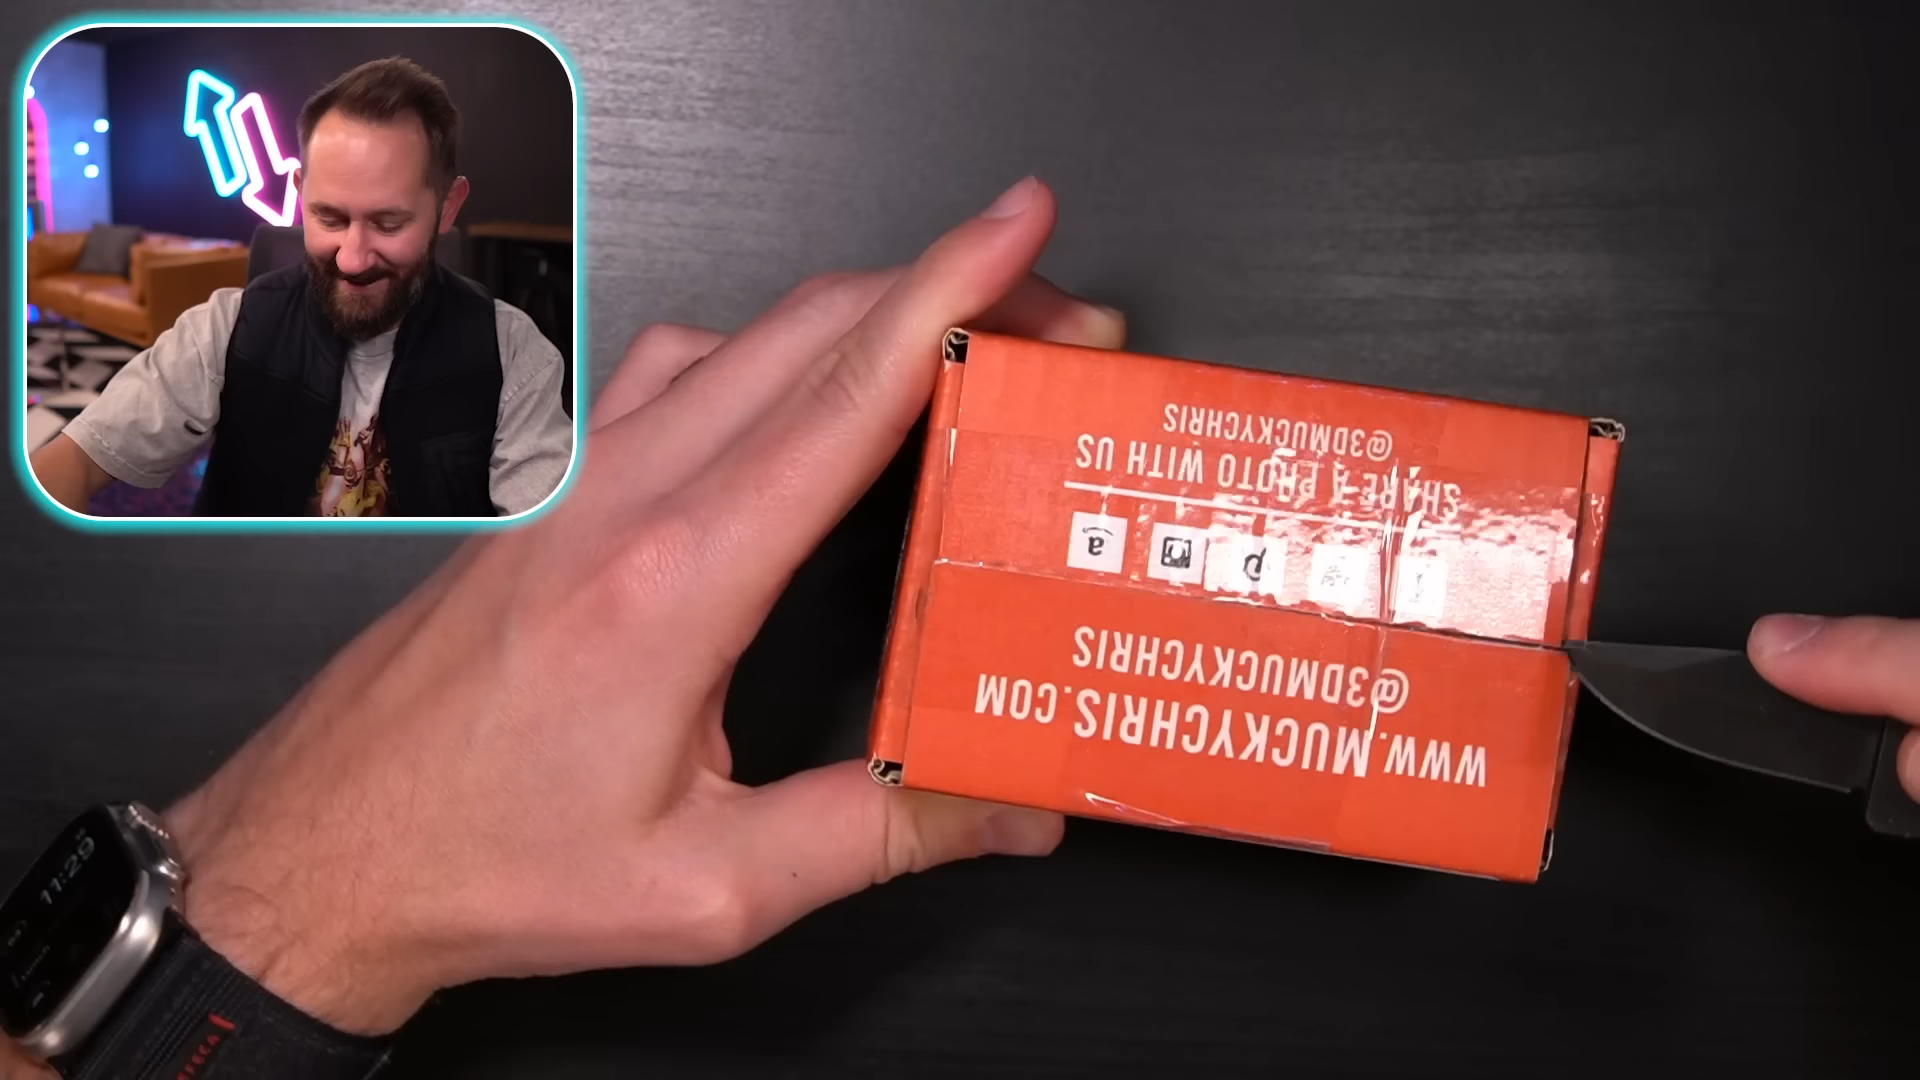 WWW.MUCKYCHRIS.COM
@3DMUCKYCHRIS
a
SHARE A PHOTO WITH US
@3DMUCKYCHRIS
11:29